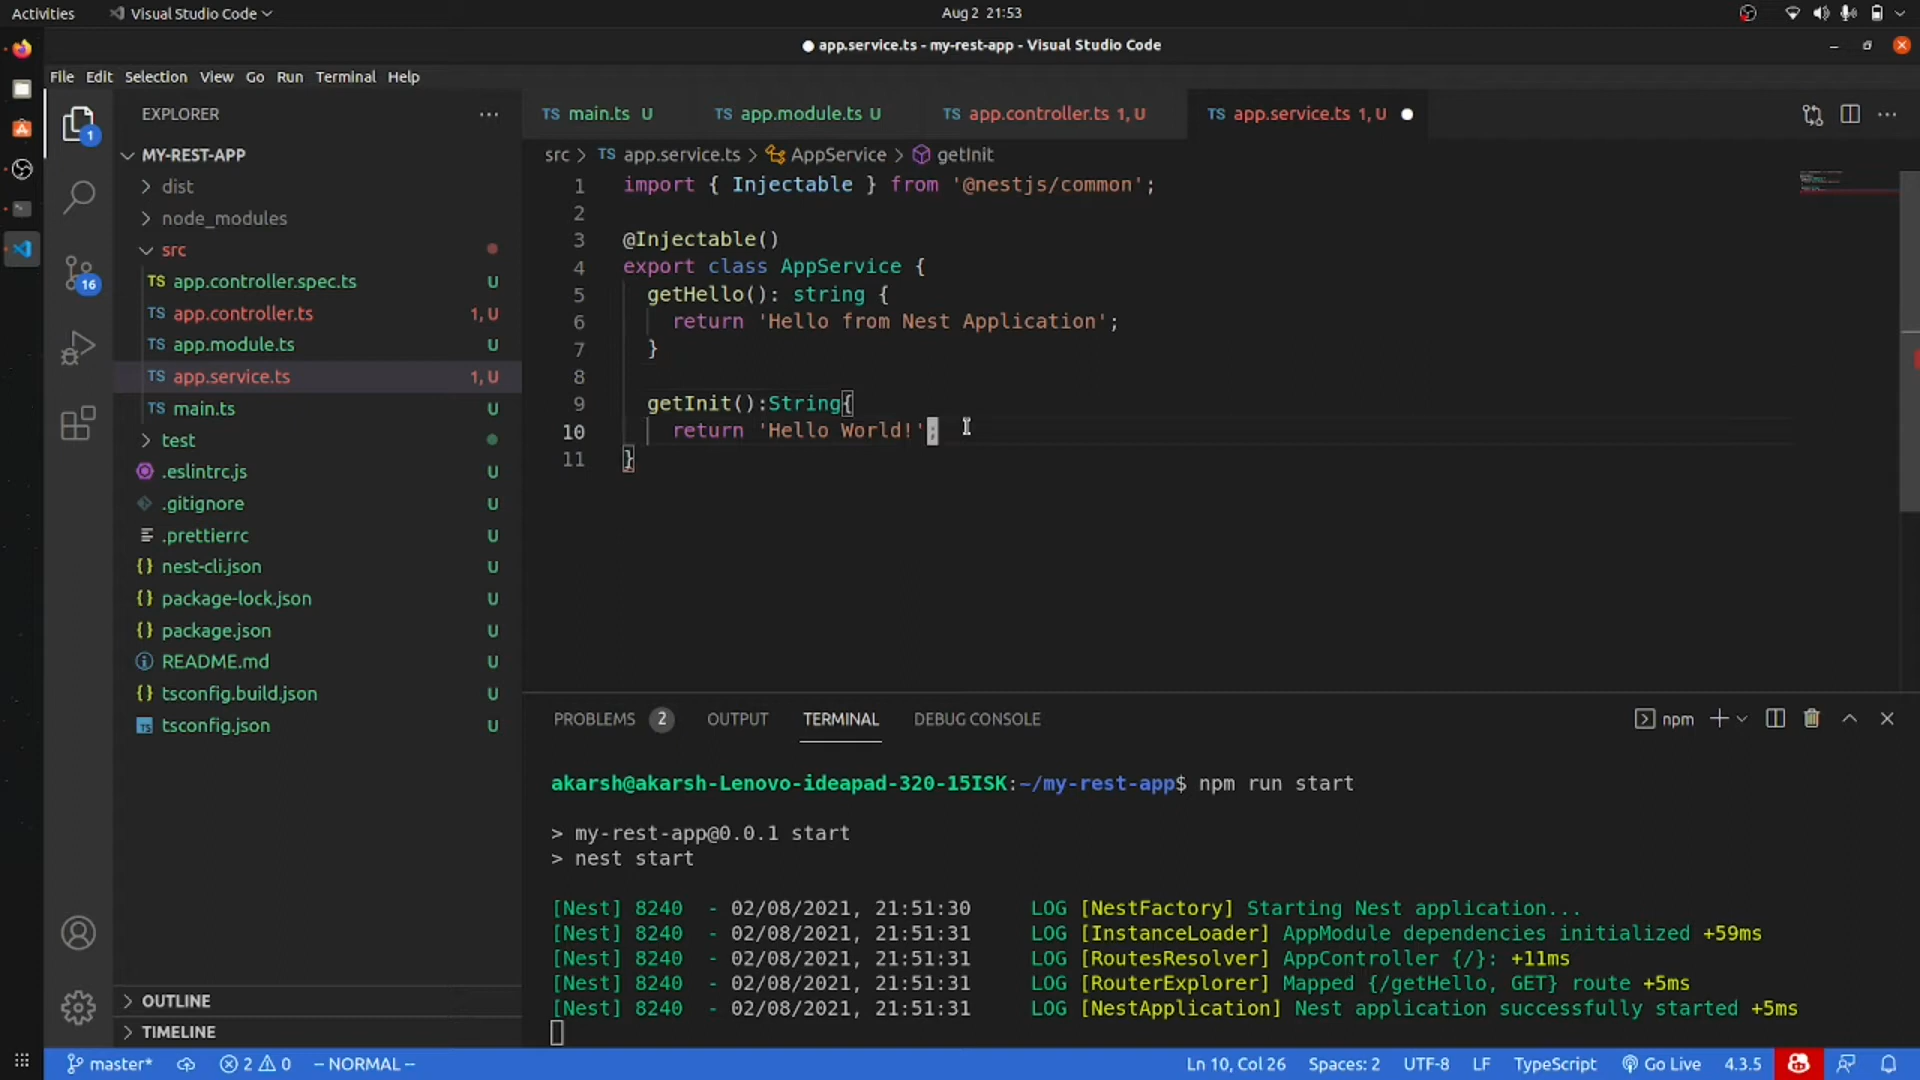 Activities Visual Studio Code Aug 2 21:53
app.service.ts - my-rest-app - Visual Studio Code
File Edit Selection View Go Run Terminal Help
EXPLORER
MY-REST-APP
dist
node_modules
src
TS app.controller.spec.ts U
TS app.controller.ts 1, U
TS app.module.ts U
TS app.service.ts 1, U
TS main.ts U
test
.eslintrc.js U
.gitignore U
.prettierrc U
{} nest-cli.json U
{} package-lock.json U
{} package.json U
README.md U
{} tsconfig.build.json U
TS tsconfig.json U
OUTLINE
TIMELINE
1
16
TS main.ts U TS app.module.ts U TS app.controller.ts 1, U TS app.service.ts 1, U
src > TS app.service.ts > AppService > getInit
1 import { Injectable } from '@nestjs/common';
2
3 @Injectable()
4 export class AppService {
5 getHello(): string {
6 return 'Hello from Nest Application';
7 }
8
9 getInit():String{
10 return 'Hello World!';
11 }
PROBLEMS 2 OUTPUT TERMINAL DEBUG CONSOLE npm
akarsh@akarsh-Lenovo-ideapad-320-15ISK:~/my-rest-app$ npm run start
> my-rest-app@0.0.1 start
> nest start
[Nest] 8240 - 02/08/2021, 21:51:30 LOG [NestFactory] Starting Nest application...
[Nest] 8240 - 02/08/2021, 21:51:31 LOG [InstanceLoader] AppModule dependencies initialized +59ms
[Nest] 8240 - 02/08/2021, 21:51:31 LOG [RoutesResolver] AppController {/}: +11ms
[Nest] 8240 - 02/08/2021, 21:51:31 LOG [RouterExplorer] Mapped {/getHello, GET} route +5ms
[Nest] 8240 - 02/08/2021, 21:51:31 LOG [NestApplication] Nest application successfully started +5ms
master* 2 0 -- NORMAL -- Ln 10, Col 26 Spaces: 2 UTF-8 LF TypeScript Go Live 4.3.5